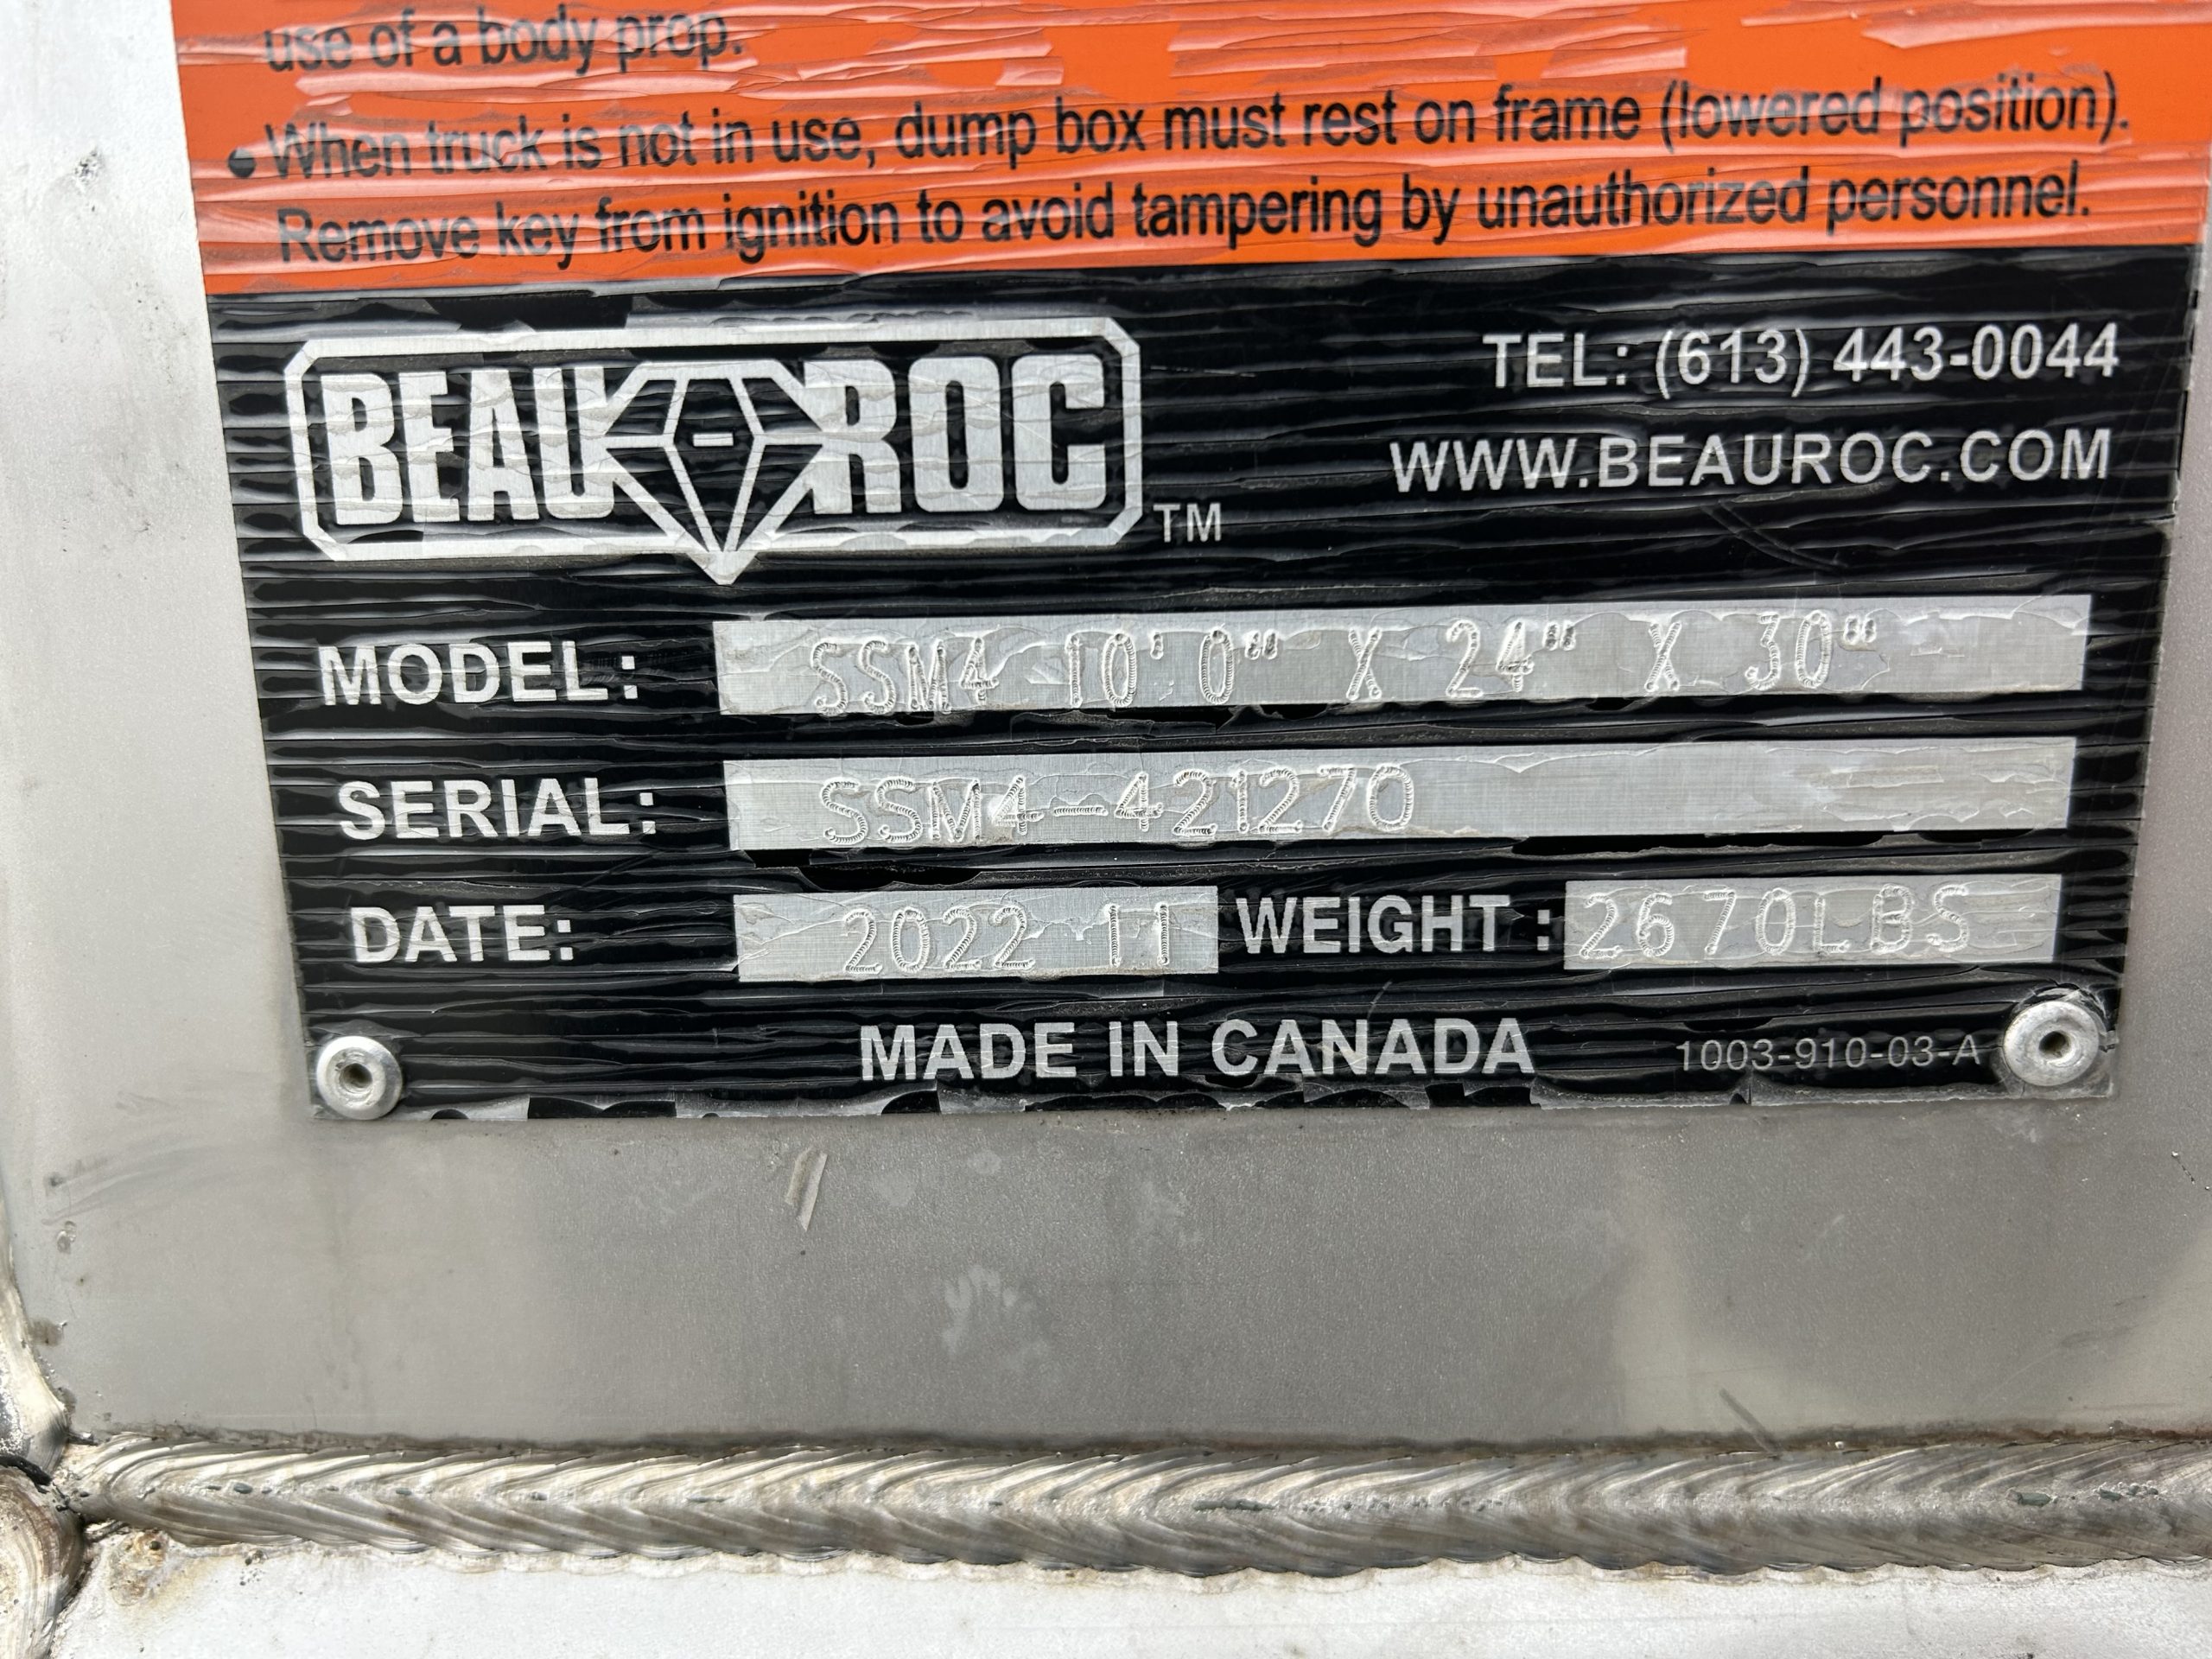 use of a body prop.
• When truck is not in use, dump box must rest on frame (lowered position).
Remove key from ignition to avoid tampering by unauthorized personnel.
BEAU-ROC TM
TEL: (613) 443-0044
WWW.BEAUROC.COM
MODEL: SSM4 10'0" X 24" X 30"
SERIAL: SSM4-421270
DATE: 2022 11 WEIGHT: 2670LBS
MADE IN CANADA
1003-910-03-A